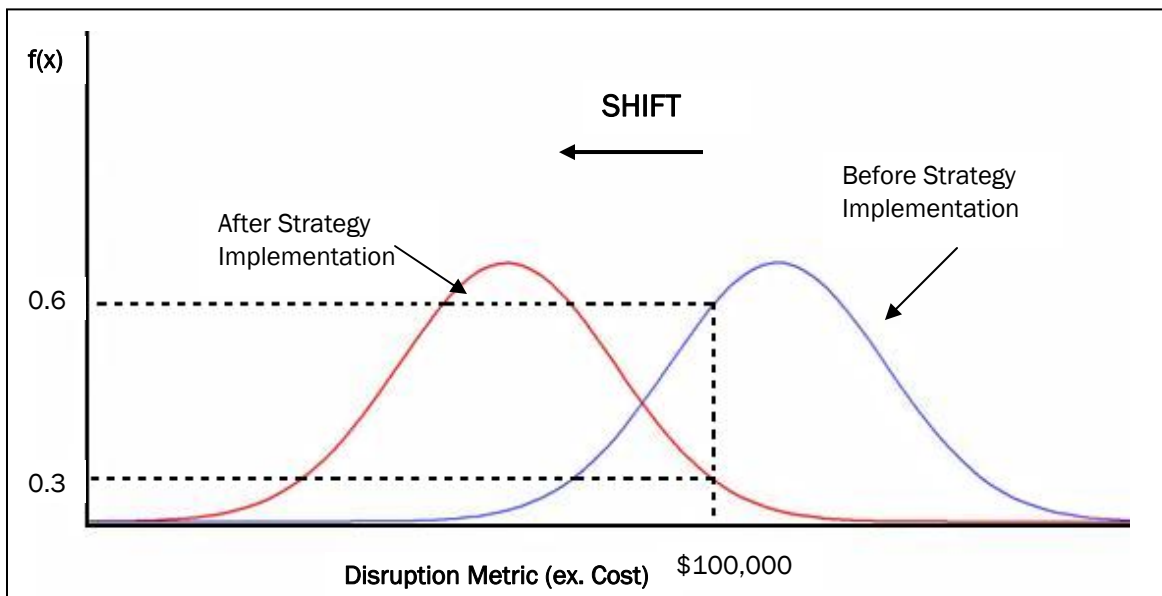 f(x)
SHIFT
Before Strategy
Implementation
After Strategy
Implementation
0.6
0.3
Disruption Metric (ex. Cost)
$100,000